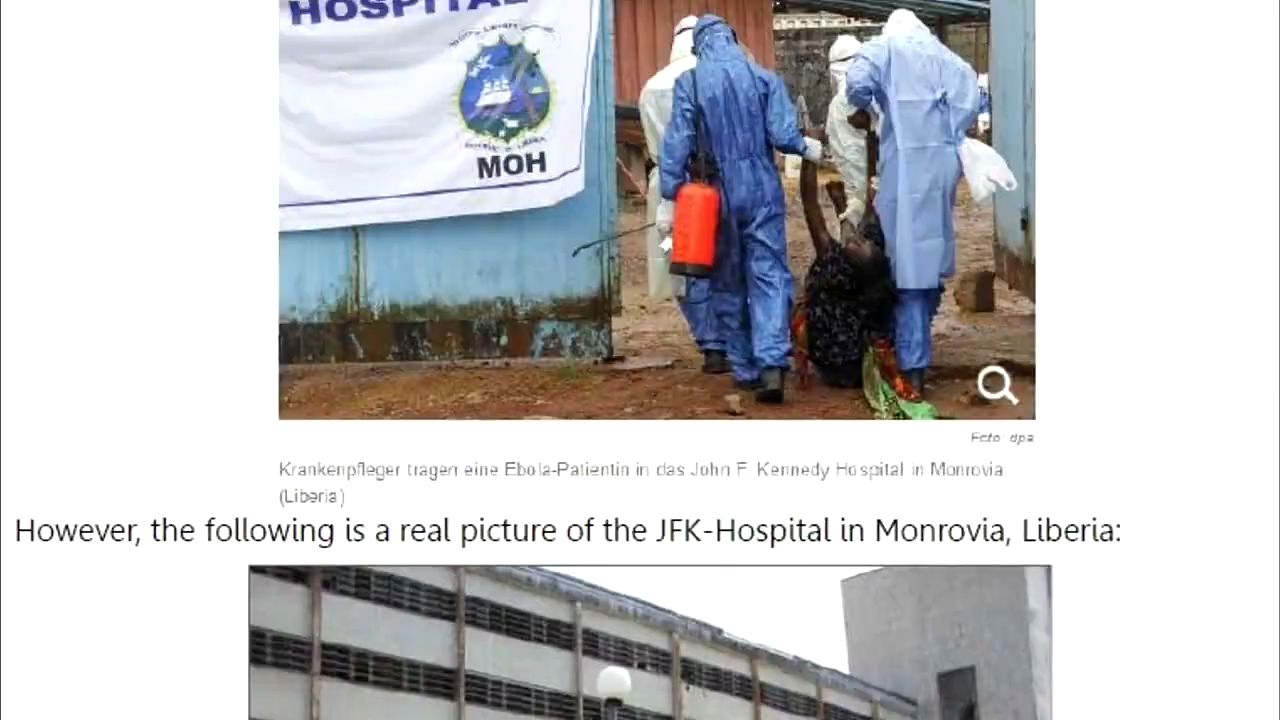 HOSPITAL
MOH
Foto: dpa
Krankenpfleger tragen eine Ebola-Patientin in das John F. Kennedy Hospital in Monrovia
(Liberia)
However, the following is a real picture of the JFK-Hospital in Monrovia, Liberia: